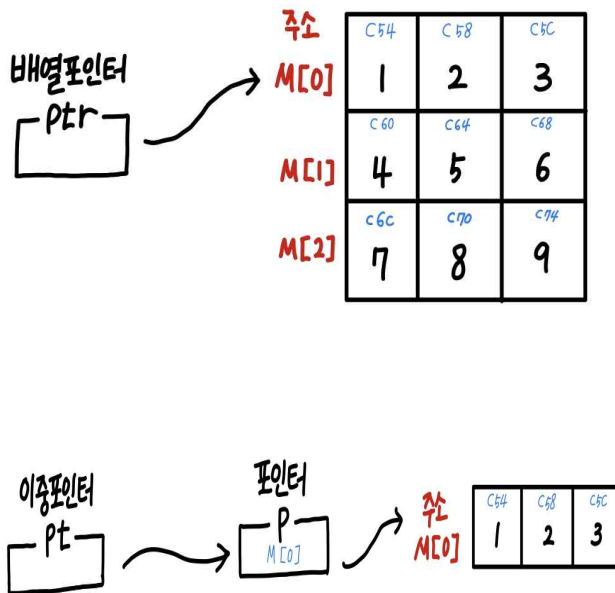 주소
C54 C58 C5C
배열포인터
ptr
M[0] 1 2 3
C60 C64 C68
M[1] 4 5 6
C6C C70 C74
M[2] 7 8 9
이중포인터
pt
포인터
p
M[0]
주소
M[0]
C54 C58 C5C
1 2 3